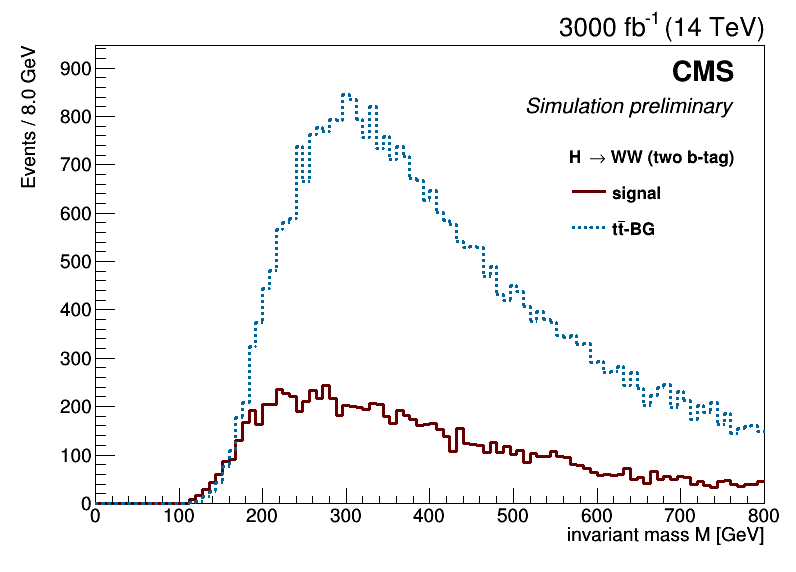 3000 fb⁻¹ (14 TeV)
Events / 8.0 GeV
CMS
Simulation preliminary
H → WW (two b-tag)
signal
tt̄-BG
900
800
700
600
500
400
300
200
100
0
0 100 200 300 400 500 600 700 800
invariant mass M [GeV]